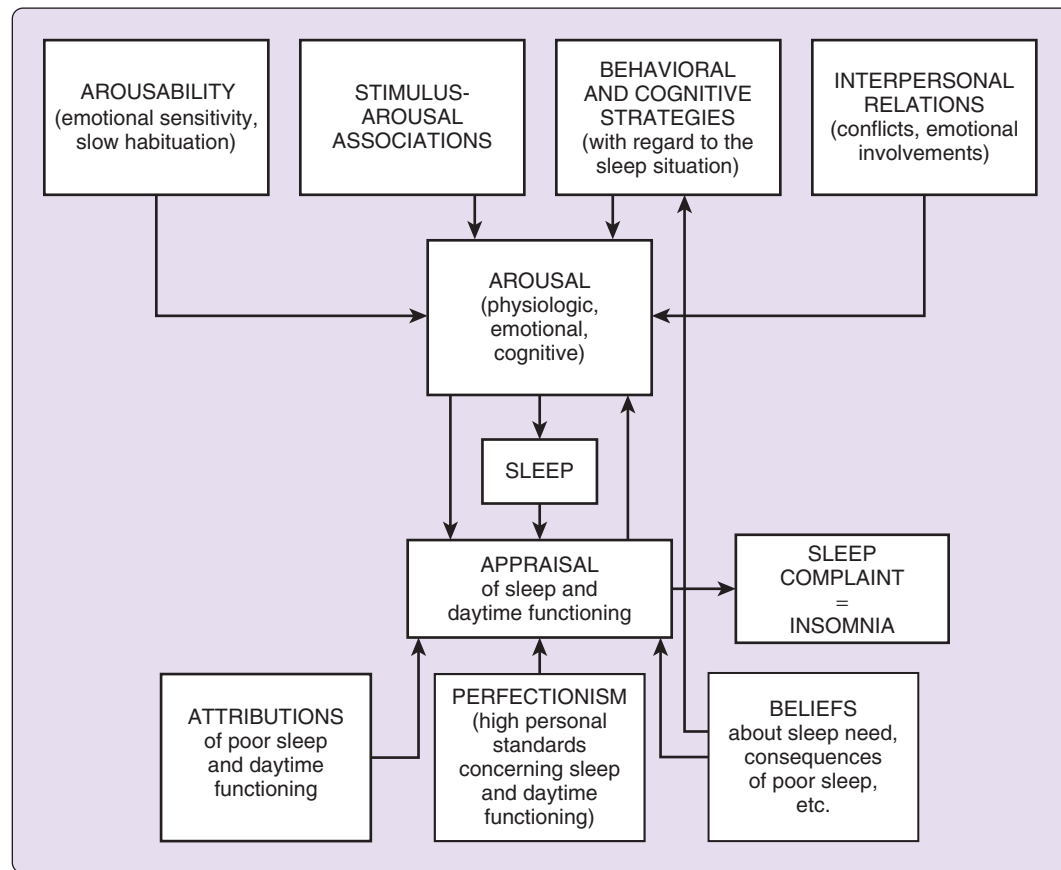 AROUSABILITY
(emotional sensitivity,
slow habituation)
STIMULUS-
AROUSAL
ASSOCIATIONS
BEHAVIORAL
AND COGNITIVE
STRATEGIES
(with regard to the
sleep situation)
INTERPERSONAL
RELATIONS
(conflicts, emotional
involvements)
AROUSAL
(physiologic,
emotional,
cognitive)
SLEEP
APPRAISAL
of sleep and
daytime functioning
SLEEP
COMPLAINT
=
INSOMNIA
ATTRIBUTIONS
of poor sleep
and daytime
functioning
PERFECTIONISM
(high personal
standards
concerning sleep
and daytime
functioning)
BELIEFS
about sleep need,
consequences
of poor sleep,
etc.